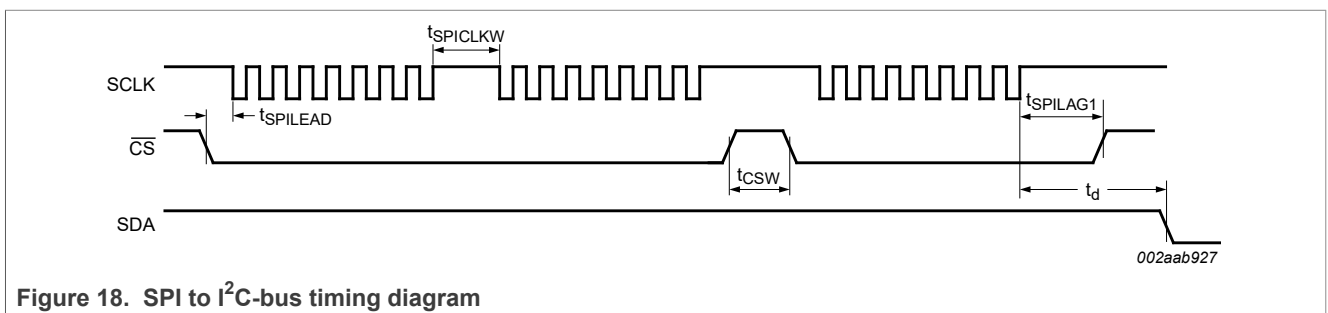 tSPICLKW
SCLK
tSPILEAD
tSPILAG1
CS
tCSW
td
SDA
002aab927
Figure 18. SPI to I2C-bus timing diagram